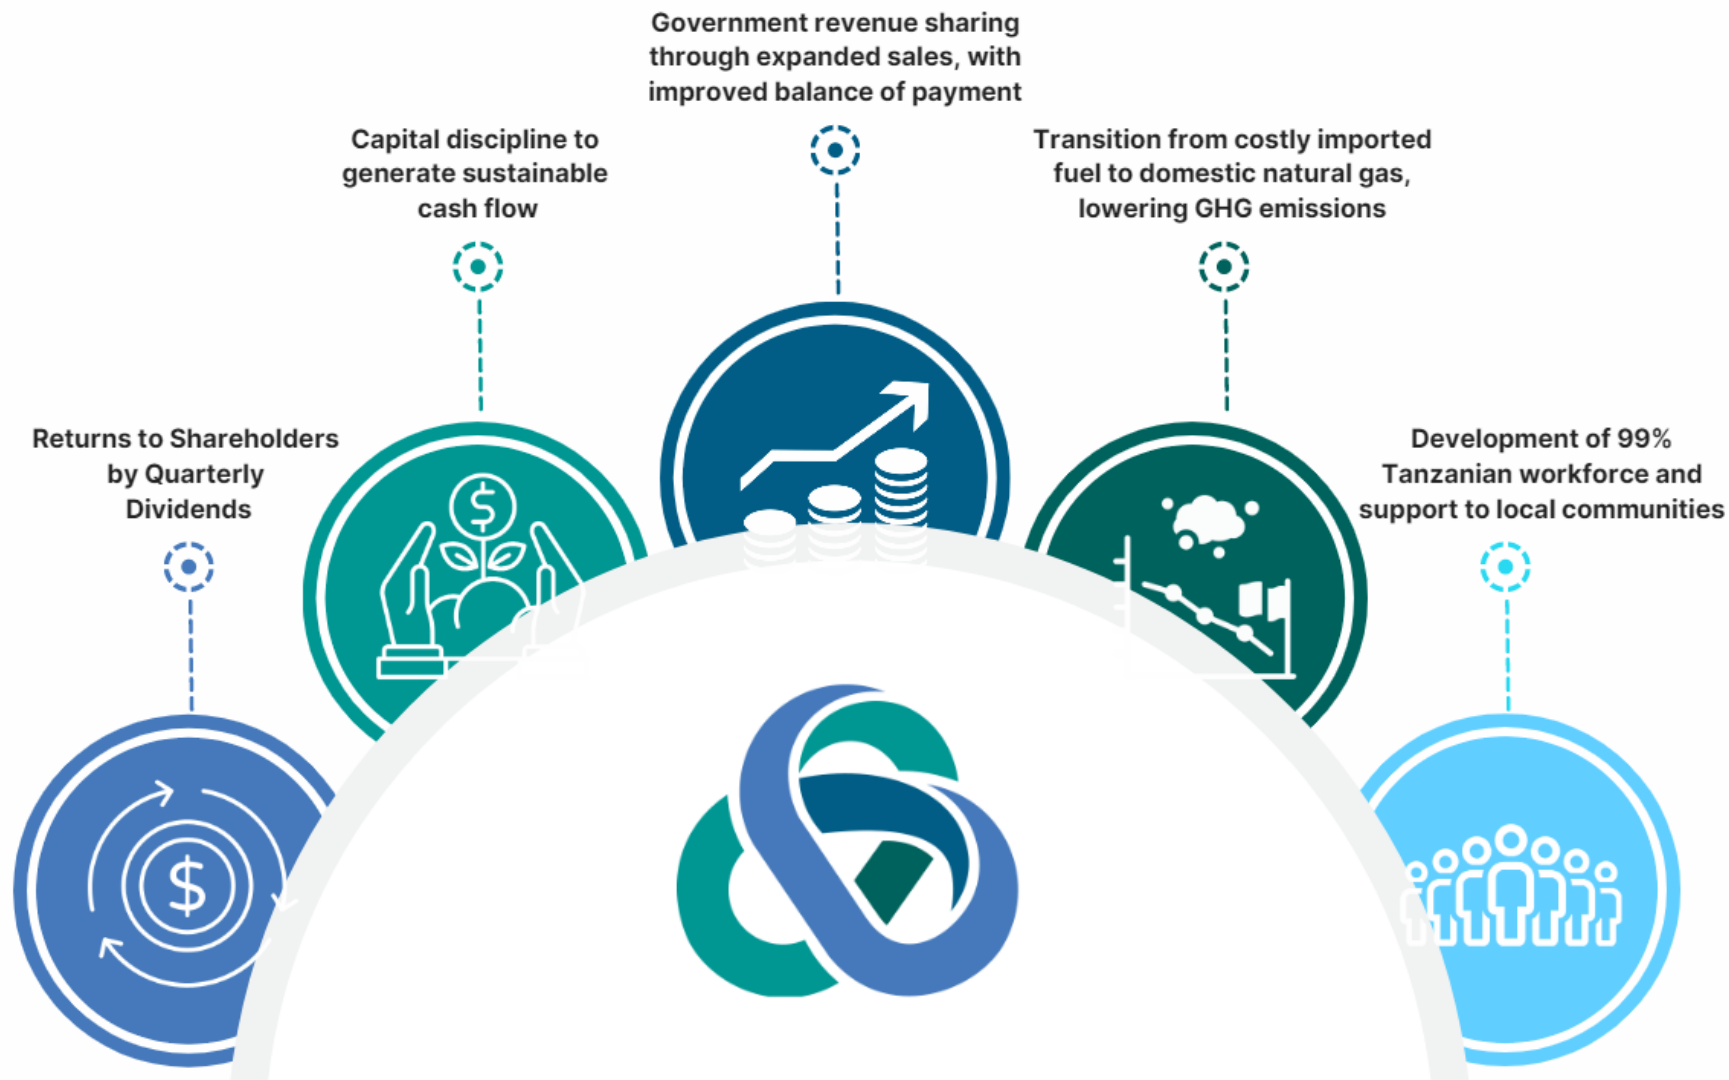 Government revenue sharing
through expanded sales, with
improved balance of payment
Capital discipline to
generate sustainable
cash flow
Transition from costly imported
fuel to domestic natural gas,
lowering GHG emissions
Returns to Shareholders
by Quarterly
Dividends
Development of 99%
Tanzanian workforce and
support to local communities
$
$